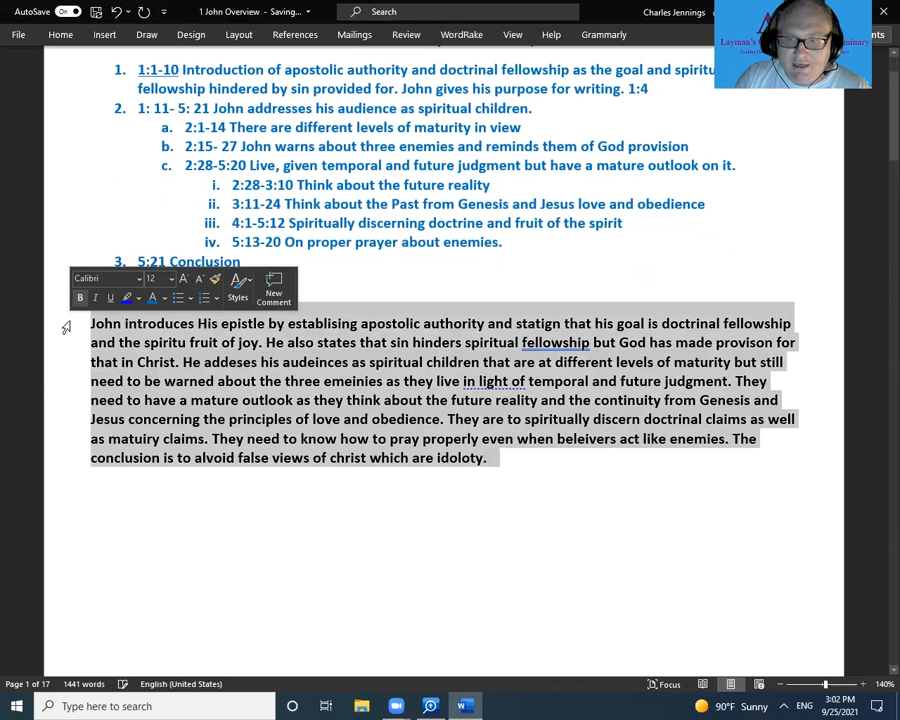 AutoSave On 1 John Overview - Saving... Search Charles Jennings
File Home Insert Draw Design Layout References Mailings Review WordRake View Help Grammarly
1. 1:1-10 Introduction of apostolic authority and doctrinal fellowship as the goal and spiritu
fellowship hindered by sin provided for. John gives his purpose for writing. 1:4
2. 1: 11- 5: 21 John addresses his audience as spiritual children.
a. 2:1-14 There are different levels of maturity in view
b. 2:15- 27 John warns about three enemies and reminds them of God provision
c. 2:28-5:20 Live, given temporal and future judgment but have a mature outlook on it.
i. 2:28-3:10 Think about the future reality
ii. 3:11-24 Think about the Past from Genesis and Jesus love and obedience
iii. 4:1-5:12 Spiritually discerning doctrine and fruit of the spirit
iv. 5:13-20 On proper prayer about enemies.
3. 5:21 Conclusion
Calibri 12
B I U A Styles New Comment
John introduces His epistle by establising apostolic authority and statign that his goal is doctrinal fellowship
and the spiritu fruit of joy. He also states that sin hinders spiritual fellowship but God has made provison for
that in Christ. He addeses his audeinces as spiritual children that are at different levels of maturity but still
need to be warned about the three emeinies as they live in light of temporal and future judgment. They
need to have a mature outlook as they think about the future reality and the continuity from Genesis and
Jesus concerning the principles of love and obedience. They are to spiritually discern doctrinal claims as well
as matuiry claims. They need to know how to pray properly even when beleivers act like enemies. The
conclusion is to alvoid false views of christ which are idoloty.
Page 1 of 17 1441 words English (United States) Focus 140%
Type here to search 90°F Sunny ENG 3:02 PM
9/25/2021